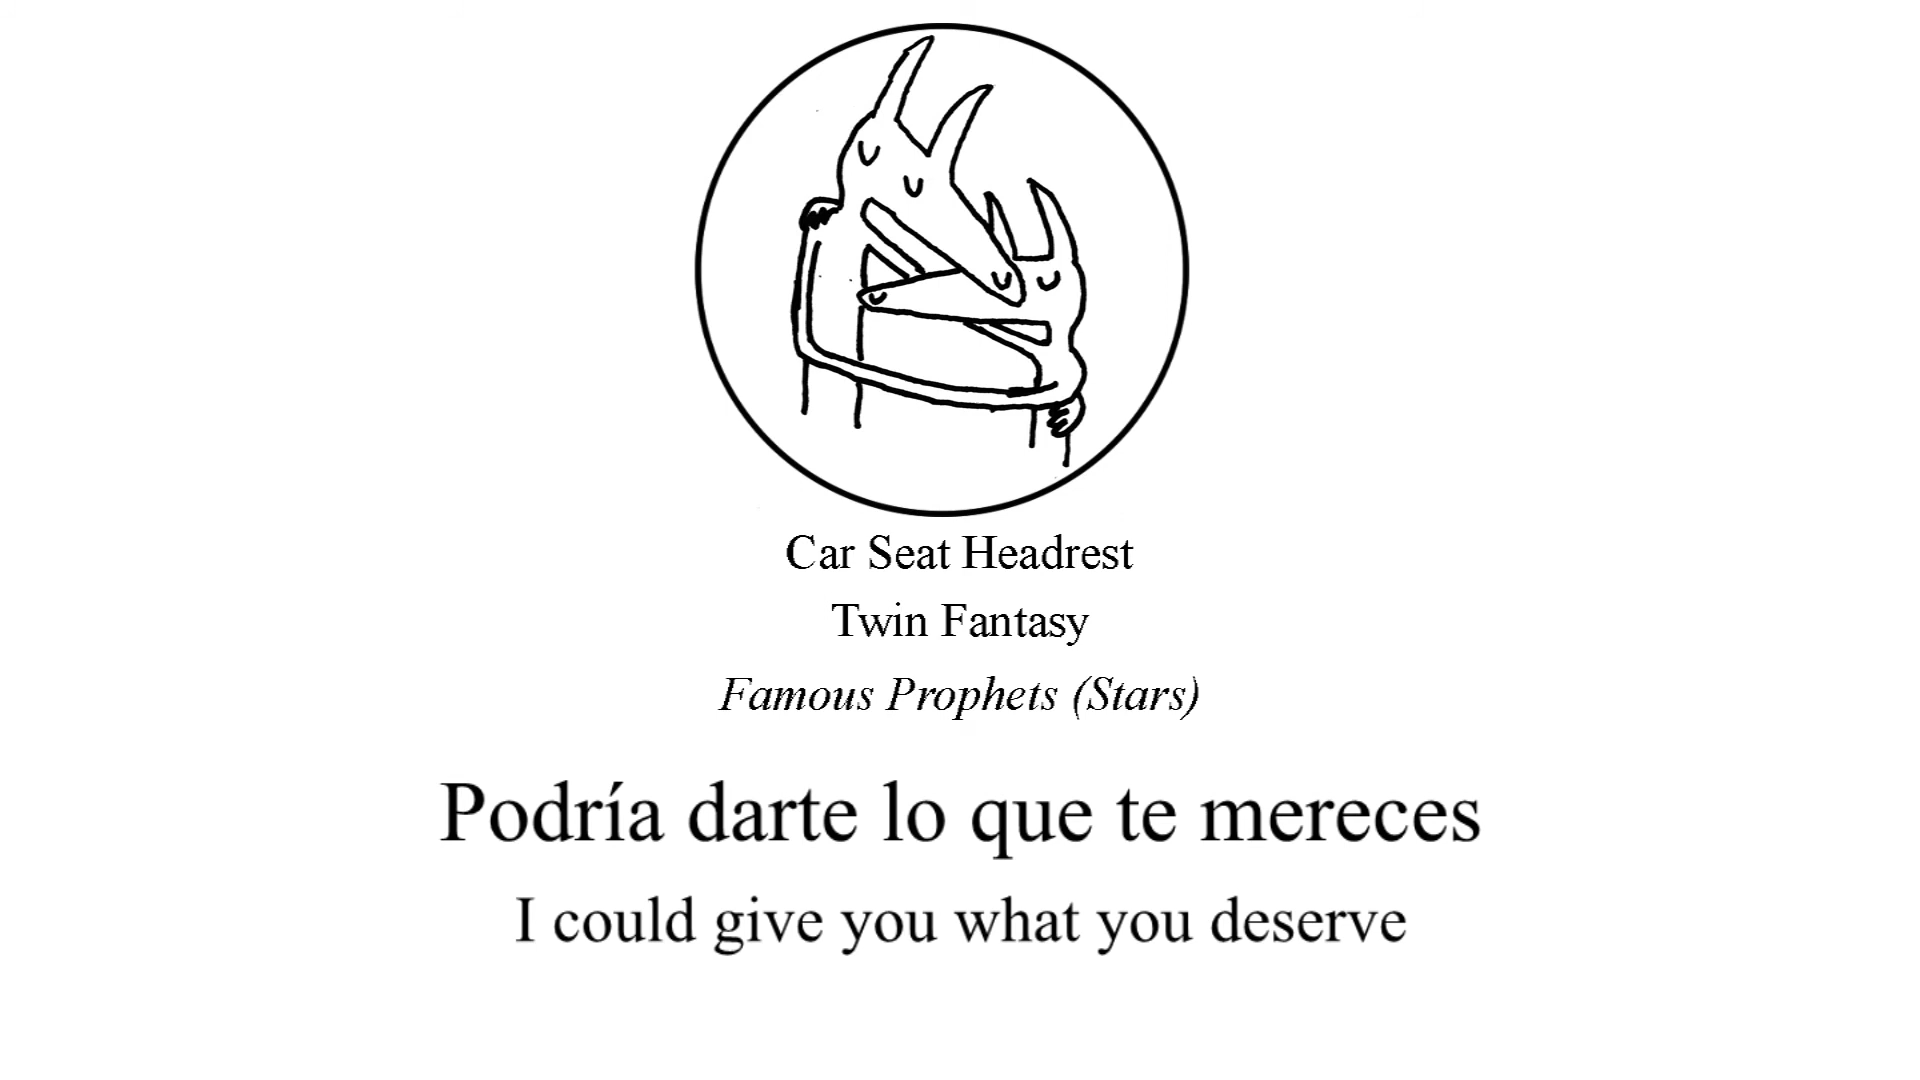 Car Seat Headrest
Twin Fantasy
Famous Prophets (Stars)
Podría darte lo que te mereces
I could give you what you deserve